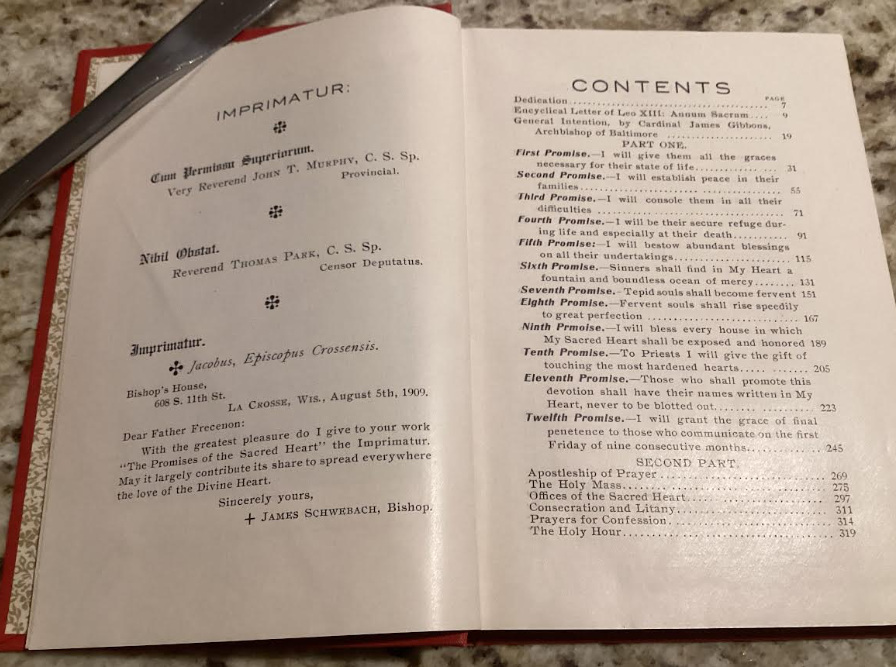 IMPRIMATUR:
Cum Permissu Superiorum.
Very Reverend JOHN T. MURPHY, C. S. Sp.
Provincial.
Nihil Obstat.
Reverend THOMAS PARK, C. S. Sp.
Censor Deputatus.
Imprimatur.
✠ Jacobus, Episcopus Crossensis.
Bishop's House,
608 S. 11th St.
LA CROSSE, WIS., August 5th, 1909.
Dear Father Frecenon:
With the greatest pleasure do I give to your work
"The Promises of the Sacred Heart" the Imprimatur.
May it largely contribute its share to spread everywhere
the love of the Divine Heart.
Sincerely yours,
+ JAMES SCHWEBACH, Bishop.
CONTENTS
PAGE
Dedication.......................................... 7
Encyclical Letter of Leo XIII: Annum Sacrum.... 9
General Intention, by Cardinal James Gibbons,
Archbishop of Baltimore .................... 19
PART ONE.
First Promise.—I will give them all the graces
necessary for their state of life............... 31
Second Promise.—I will establish peace in their
families........................................ 55
Third Promise.—I will console them in all their
difficulties .................................... 71
Fourth Promise.—I will be their secure refuge dur-
ing life and especially at their death.......... 91
Fifth Promise:—I will bestow abundant blessings
on all their undertakings..................... 115
Sixth Promise.—Sinners shall find in My Heart a
fountain and boundless ocean of mercy........ 131
Seventh Promise.-Tepid souls shall become fervent 151
Eighth Promise.—Fervent souls shall rise speedily
to great perfection ............................ 167
Ninth Prmoise.—I will bless every house in which
My Sacred Heart shall be exposed and honored 189
Tenth Promise.—To Priests I will give the gift of
touching the most hardened hearts..... ....... 205
Eleventh Promise.—Those who shall promote this
devotion shall have their names written in My
Heart, never to be blotted out................. 223
Twelfth Promise.—I will grant the grace of final
penetence to those who communicate on the first
Friday of nine consecutive months............. 245
SECOND PART.
Apostleship of Prayer ............................ 269
The Holy Mass................................... 275
Offices of the Sacred Heart....................... 297
Consecration and Litany.......................... 311
Prayers for Confession............................ 314
The Holy Hour................................... 319